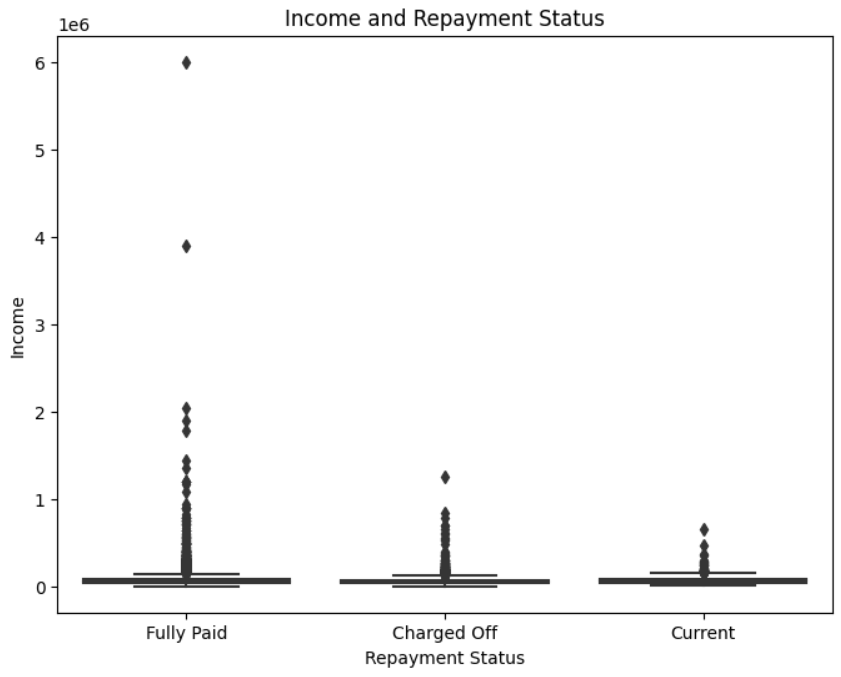 Income and Repayment Status
1e6
6
5
4
3
2
1
0
Income
Fully Paid
Charged Off
Current
Repayment Status